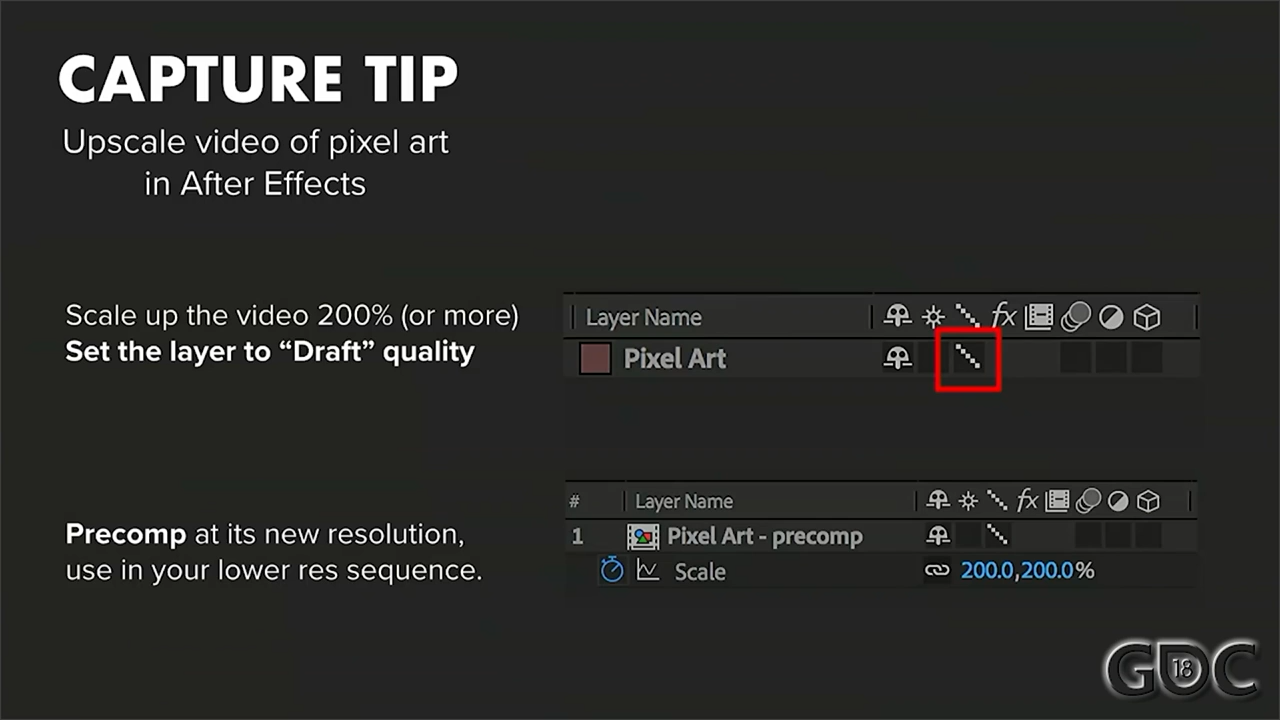 CAPTURE TIP
Upscale video of pixel art
in After Effects
Scale up the video 200% (or more)
Set the layer to “Draft” quality
Layer Name fx
Pixel Art
Precomp at its new resolution,
use in your lower res sequence.
# Layer Name fx
1 Pixel Art - precomp
Scale 200.0,200.0%
GDC 18